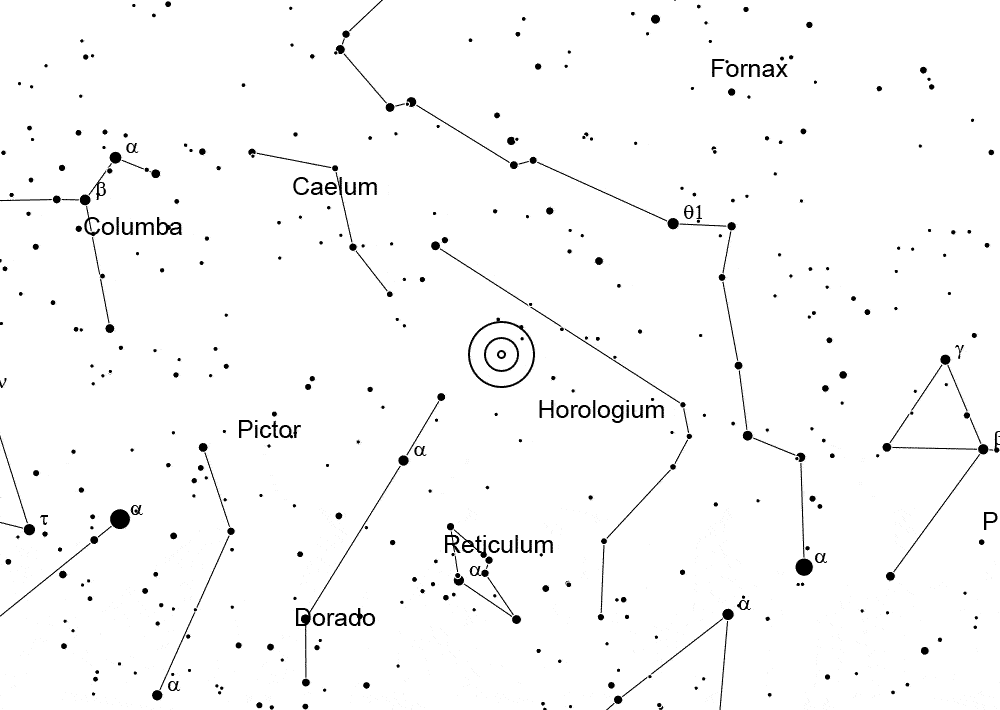 Fornax
α
Caelum
β
θ1
Columba
γ
ν
Horologium
Pictor
β
α
α
τ
P
Reticulum
α
α
Dorado
α
α